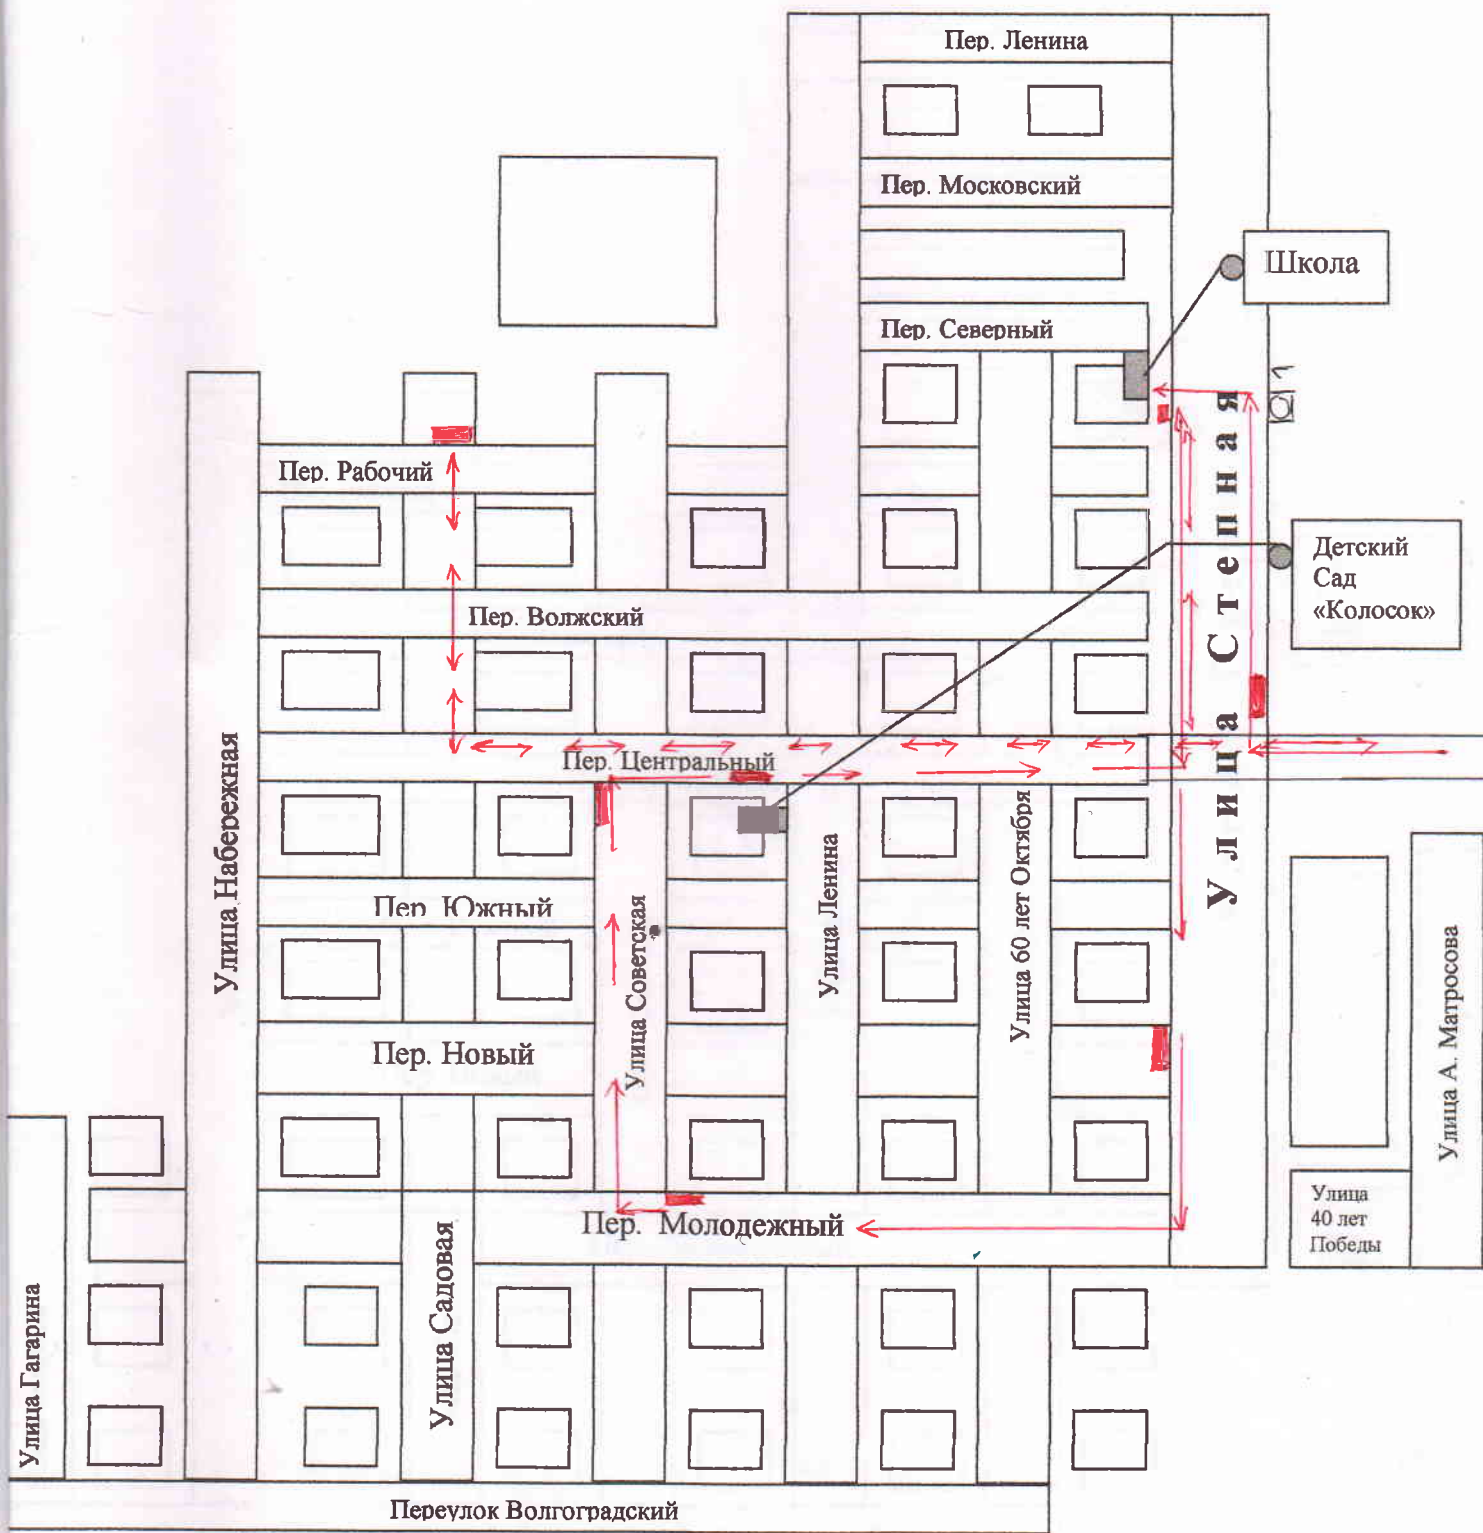 Пер. Ленина
Пер. Московский
Школа
Пер. Северный
Пер. Рабочий
Улица Степная
Детский
Сад
«Колосок»
Пер. Волжский
Пер. Центральный
Улица Набережная
Пер. Южный
Улица Советская
Улица Ленина
Улица 60 лет Октября
Улица А. Матросова
Пер. Новый
Улица
40 лет
Победы
Пер. Молодежный
Улица Садовая
Улица Гагарина
Переулок Волгоградский